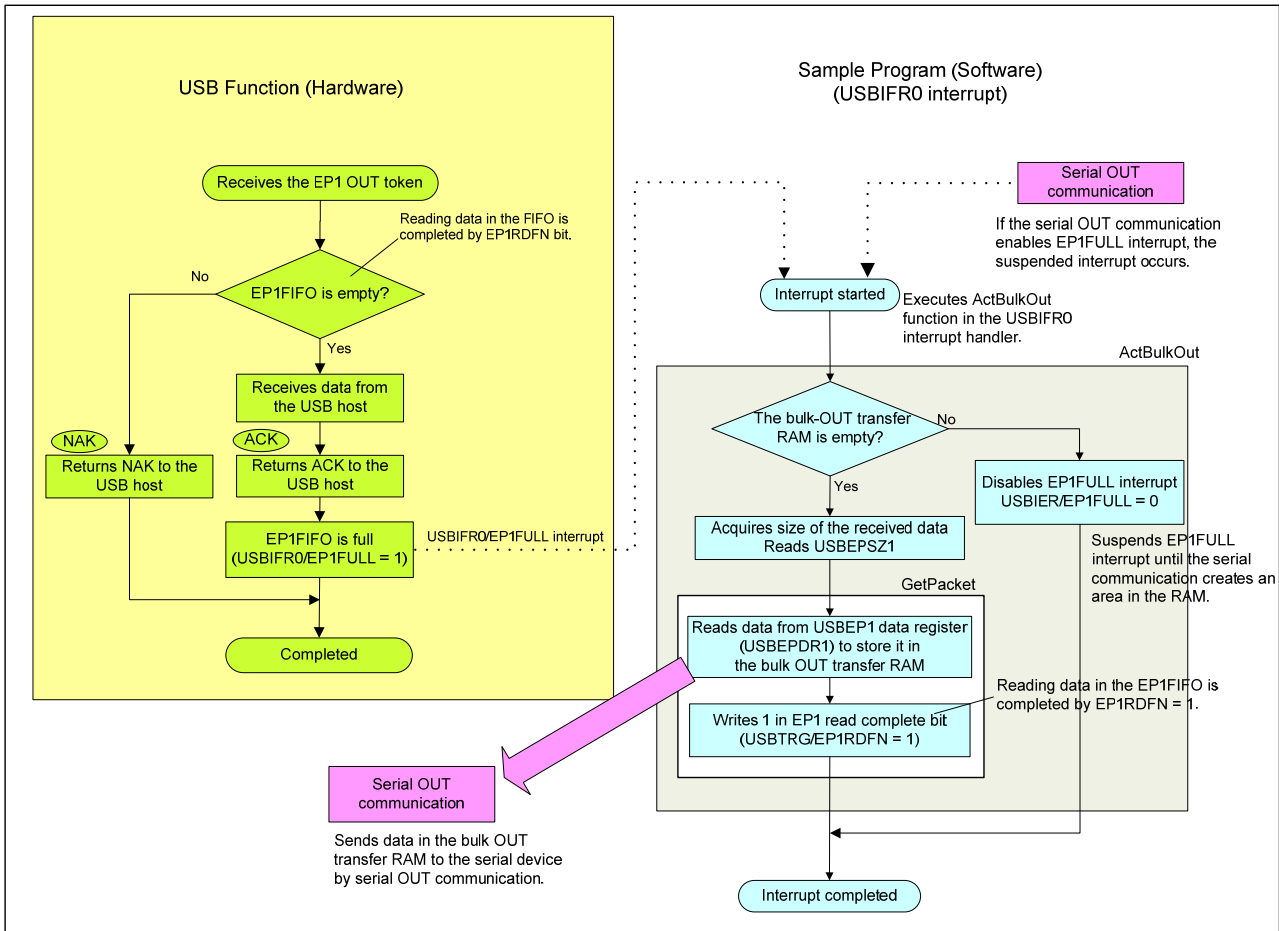 USB Function (Hardware)
Receives the EP1 OUT token
Reading data in the FIFO is
completed by EP1RDFN bit.
No
EP1FIFO is empty?
Yes
Receives data from
the USB host
NAK
ACK
Returns NAK to the
USB host
Returns ACK to the
USB host
EP1FIFO is full
(USBIFR0/EP1FULL = 1)
USBIFR0/EP1FULL interrupt
Completed
Sample Program (Software)
(USBIFR0 interrupt)
Serial OUT
communication
If the serial OUT communication
enables EP1FULL interrupt, the
suspended interrupt occurs.
Interrupt started
Executes ActBulkOut
function in the USBIFR0
interrupt handler.
ActBulkOut
The bulk-OUT transfer
RAM is empty?
No
Yes
Disables EP1FULL interrupt
USBIER/EP1FULL = 0
Acquires size of the received data
Reads USBEPSZ1
Suspends EP1FULL
interrupt until the serial
communication creates an
area in the RAM.
GetPacket
Reads data from USBEP1 data register
(USBEPDR1) to store it in
the bulk OUT transfer RAM
Reading data in the EP1FIFO is
completed by EP1RDFN = 1.
Writes 1 in EP1 read complete bit
(USBTRG/EP1RDFN = 1)
Serial OUT
communication
Sends data in the bulk OUT
transfer RAM to the serial device
by serial OUT communication.
Interrupt completed